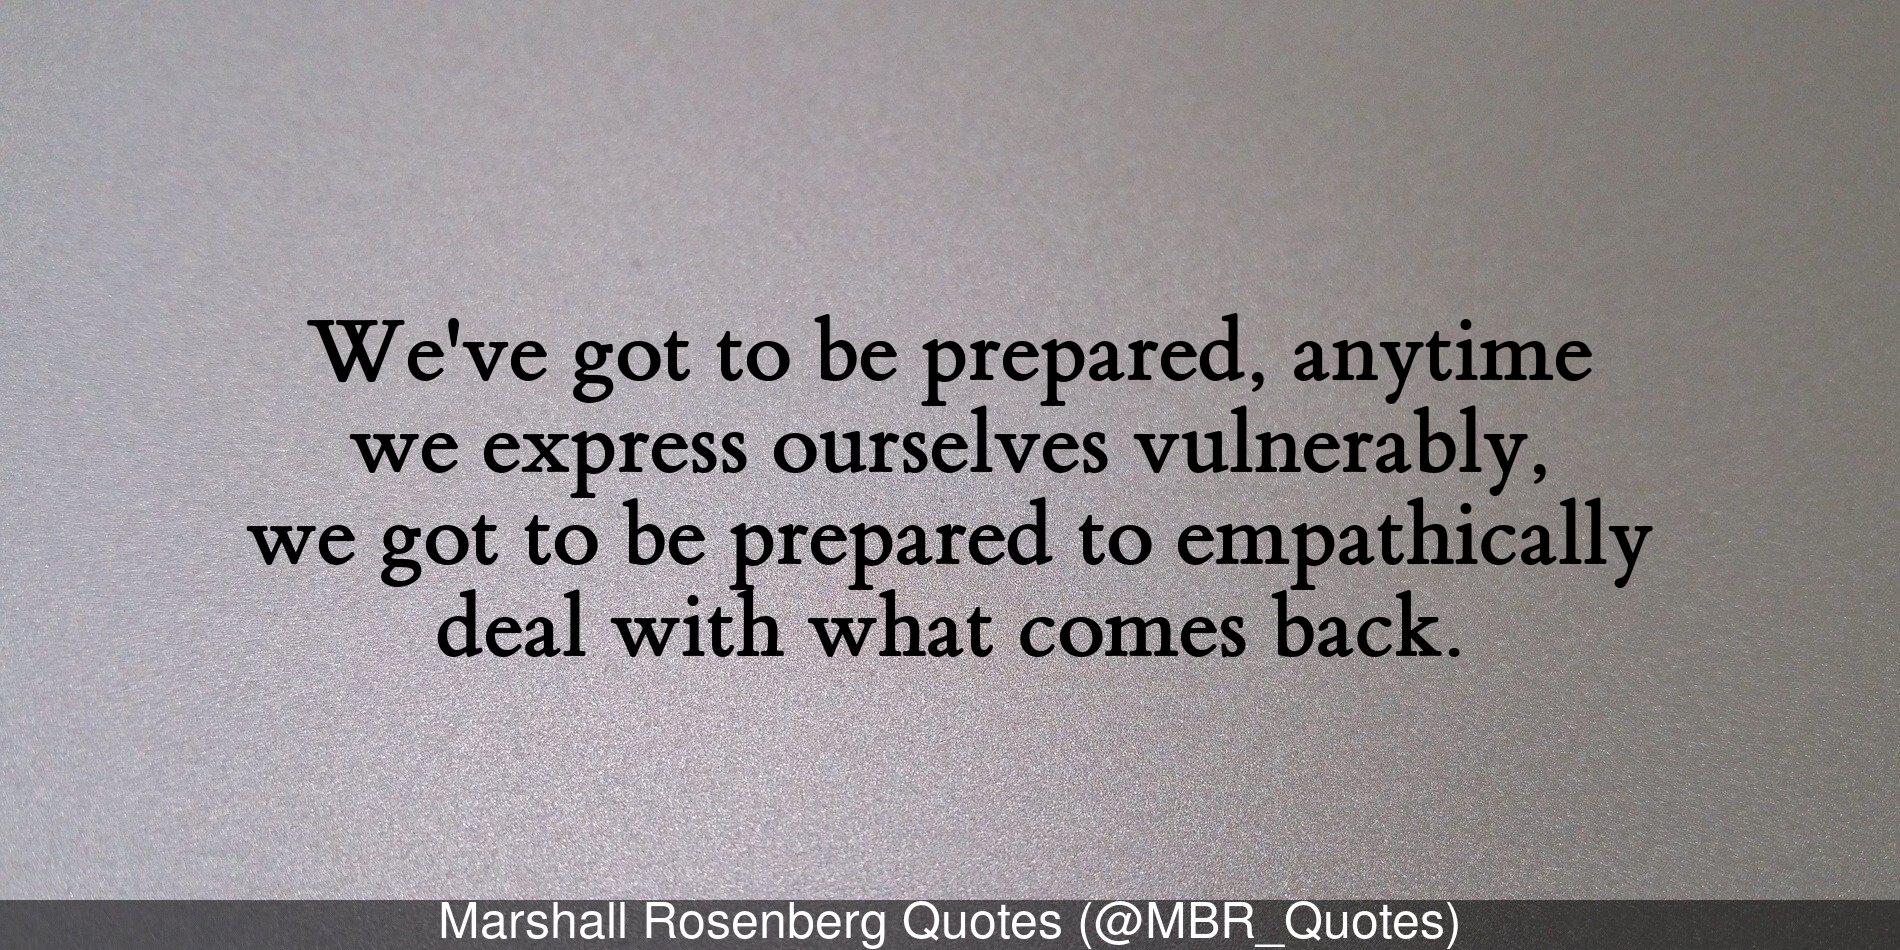 We've got to be prepared, anytime
we express ourselves vulnerably,
we got to be prepared to empathically
deal with what comes back.
Marshall Rosenberg Quotes (@MBR_Quotes)